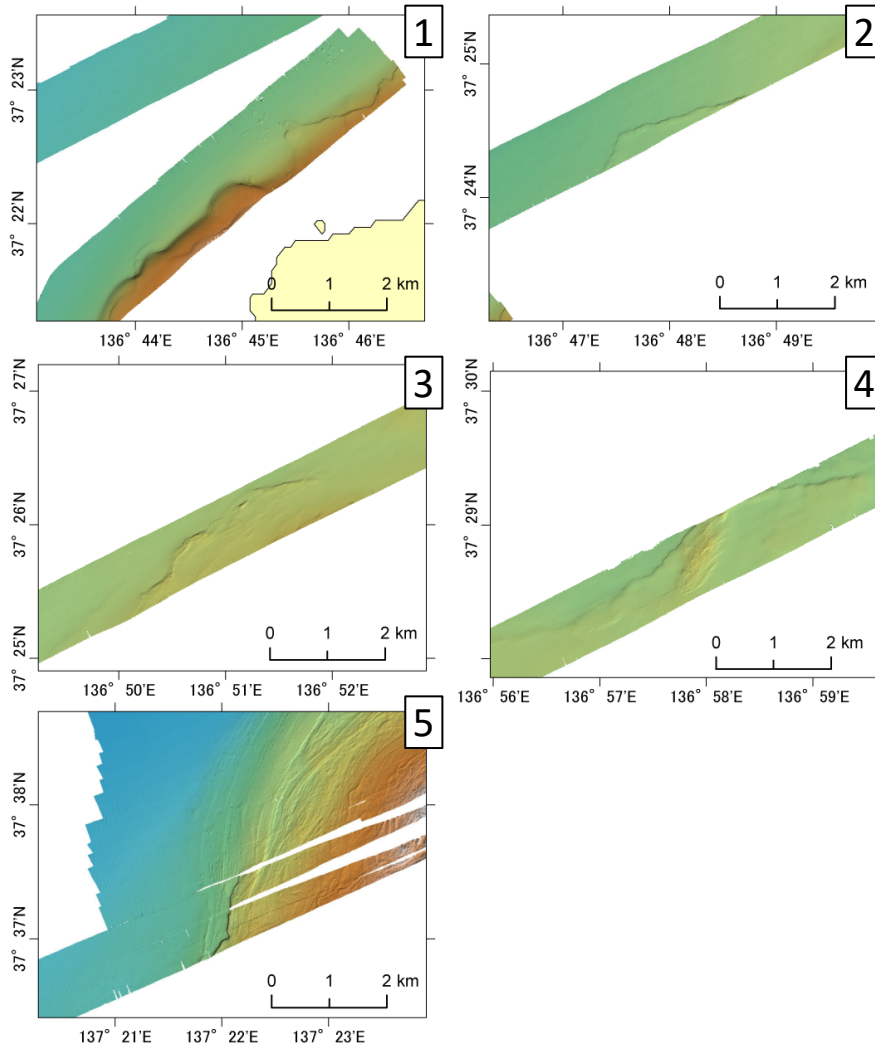 1
37° 23'N
37° 22'N
0 1 2 km
136° 44'E 136° 45'E 136° 46'E
2
37° 25'N
37° 24'N
0 1 2 km
136° 47'E 136° 48'E 136° 49'E
3
37° 27'N
37° 26'N
37° 25'N
0 1 2 km
136° 50'E 136° 51'E 136° 52'E
4
37° 30'N
37° 29'N
0 1 2 km
136° 56'E 136° 57'E 136° 58'E 136° 59'E
5
37° 38'N
37° 37'N
0 1 2 km
137° 21'E 137° 22'E 137° 23'E